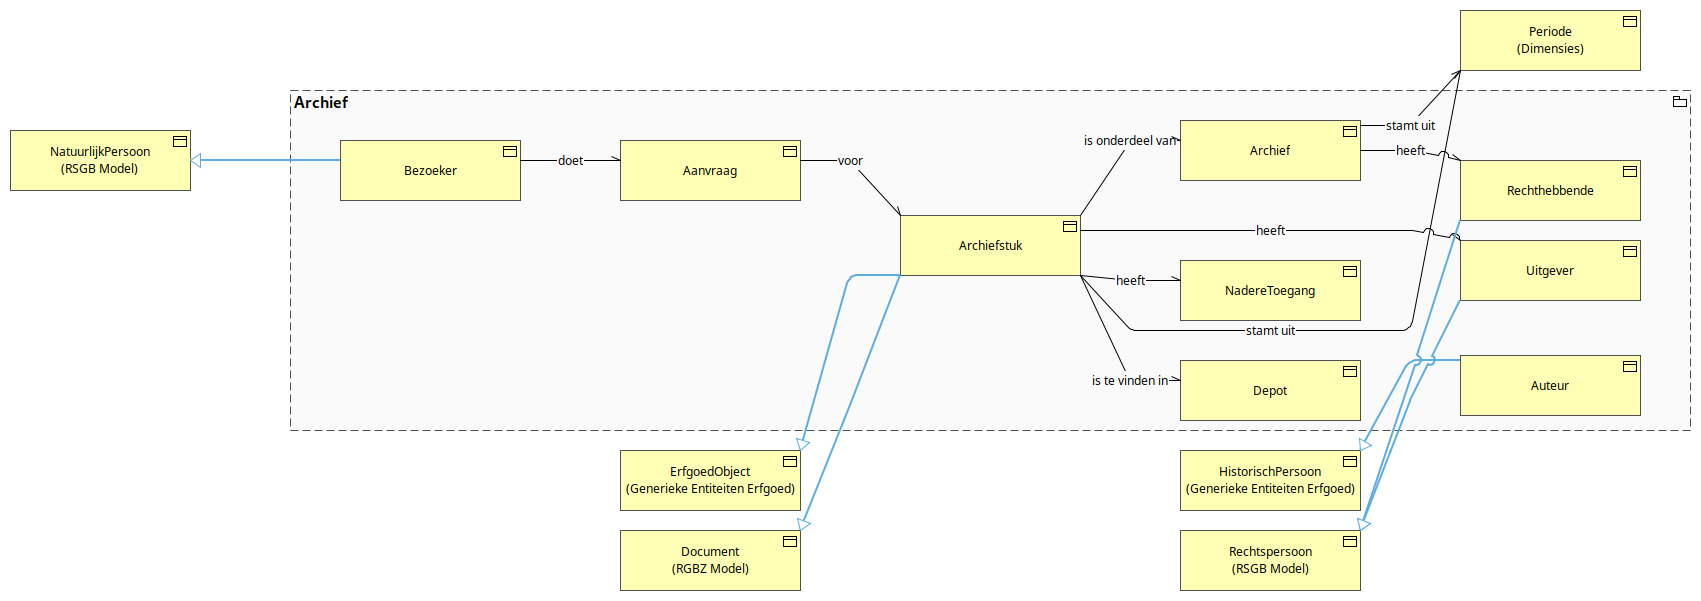 Periode
(Dimensies)
Archief
NatuurlijkPersoon
(RSGB Model)
Bezoeker
doet
Aanvraag
voor
is onderdeel van
Archief
stamt uit
heeft
Rechthebbende
Archiefstuk
heeft
Uitgever
heeft
NadereToegang
stamt uit
is te vinden in
Depot
Auteur
ErfgoedObject
(Generieke Entiteiten Erfgoed)
HistorischPersoon
(Generieke Entiteiten Erfgoed)
Document
(RGBZ Model)
Rechtspersoon
(RSGB Model)